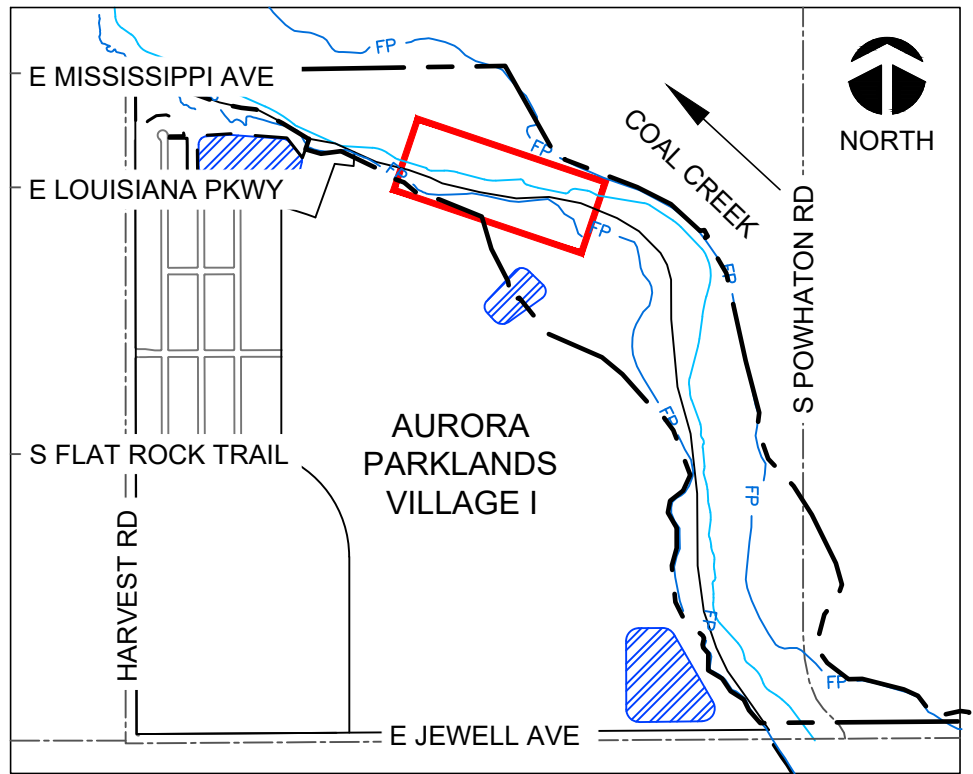 FP
E MISSISSIPPI AVE
NORTH
COAL CREEK
FP
FP
E LOUISIANA PKWY
FP
FP
S POWHATON RD
AURORA
PARKLANDS
VILLAGE I
FP
S FLAT ROCK TRAIL
FP
HARVEST RD
FP
FP
E JEWELL AVE